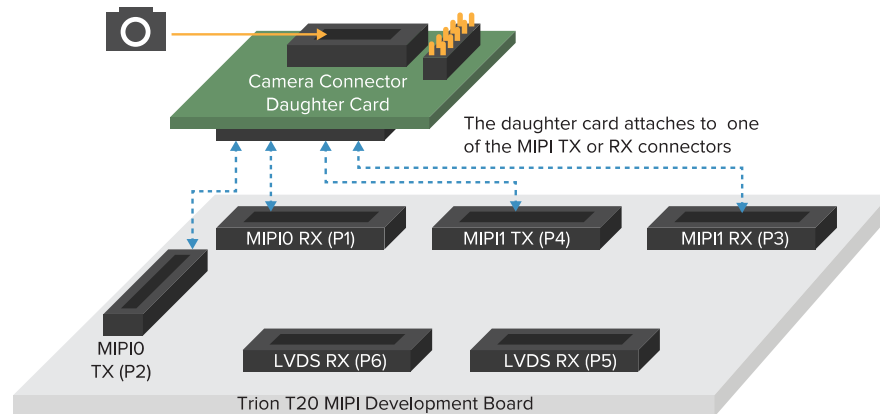 Camera Connector
Daughter Card
The daughter card attaches to one
of the MIPI TX or RX connectors
MIPI0 RX (P1)
MIPI1 TX (P4)
MIPI1 RX (P3)
MIPI0
TX (P2)
LVDS RX (P6)
LVDS RX (P5)
Trion T20 MIPI Development Board